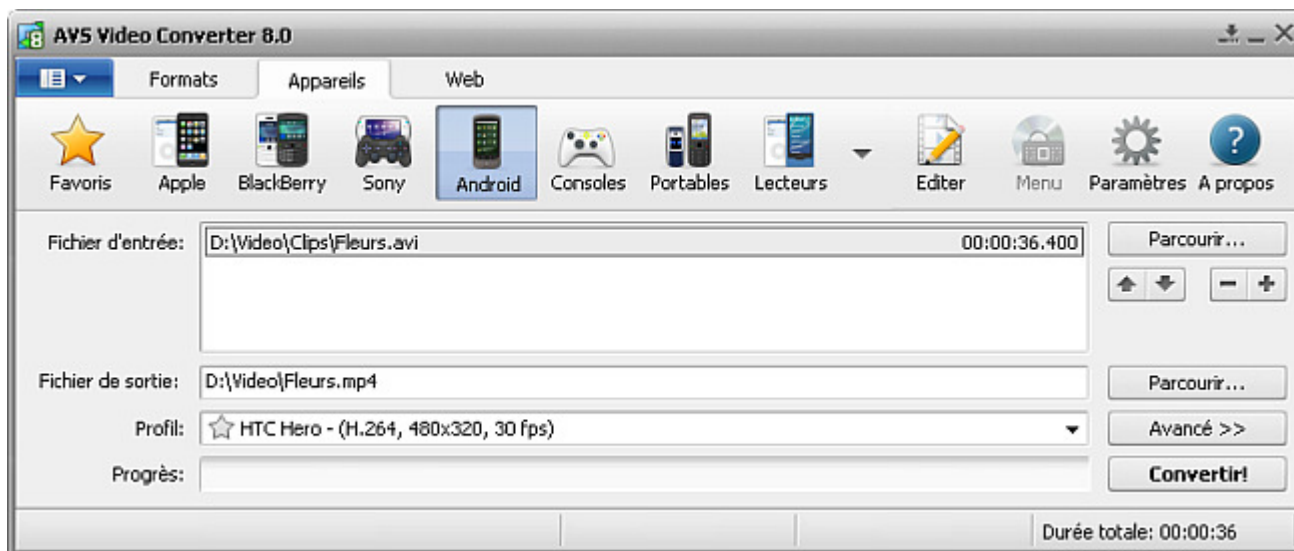 AVS Video Converter 8.0
Formats Appareils Web
Favoris Apple BlackBerry Sony Android Consoles Portables Lecteurs Editer Menu Paramètres A propos
Fichier d'entrée: D:\Video\Clips\Fleurs.avi 00:00:36.400 Parcourir...
Fichier de sortie: D:\Video\Fleurs.mp4 Parcourir...
Profil: HTC Hero - (H.264, 480x320, 30 fps) Avancé >>
Progrès: Convertir!
Durée totale: 00:00:36